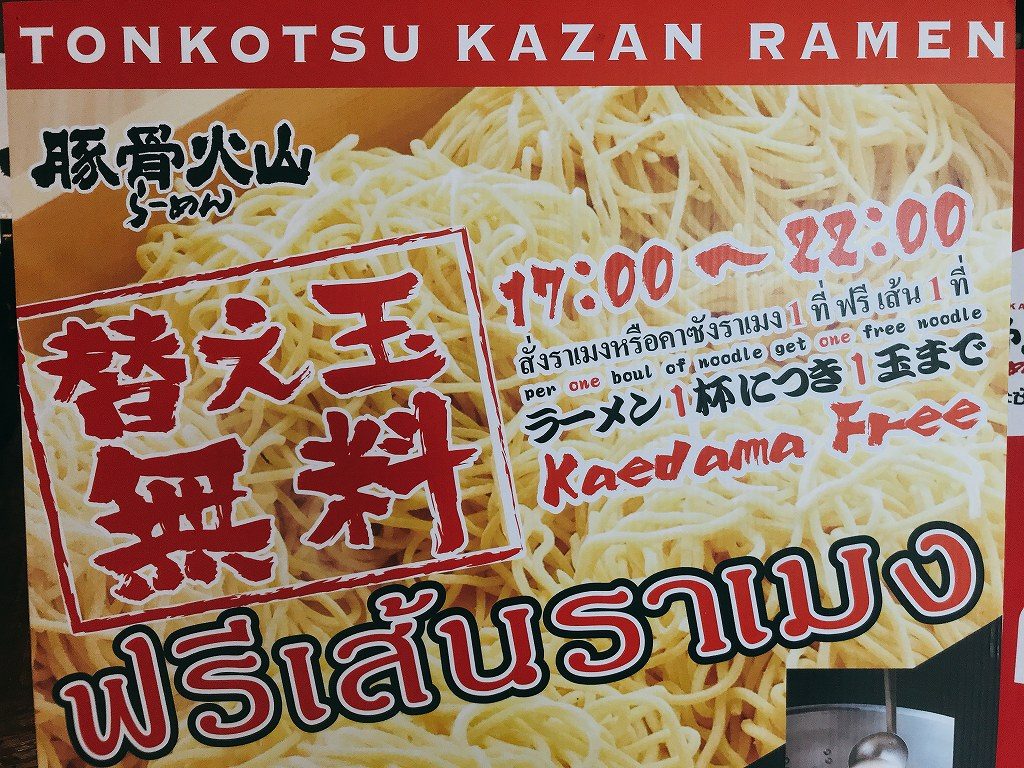 TONKOTSU KAZAN RAMEN
豚骨火山
らーめん
替え玉
無料
17:00 〜 22:00
สั่งราเมงหรือคาซังราเมง 1 ที่ ฟรี เส้น 1 ที่
per one boul of noodle get one free noodle
ラーメン1杯につき1玉まで
Kaedama Free
ฟรีเส้นราเมง